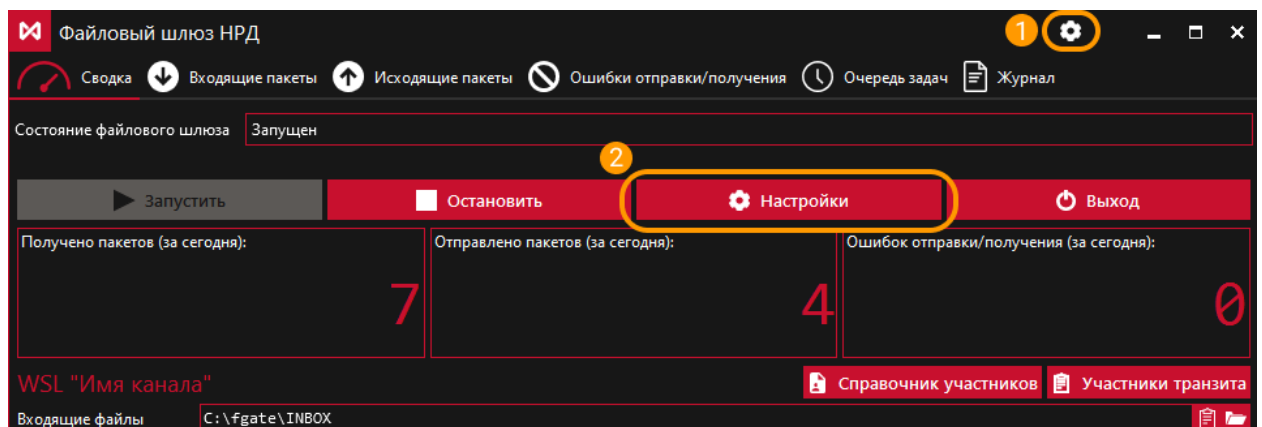 Файловый шлюз НРД 1
Сводка Входящие пакеты Исходящие пакеты Ошибки отправки/получения Очередь задач Журнал
Состояние файлового шлюза Запущен
2
Запустить Остановить Настройки Выход
Получено пакетов (за сегодня): Отправлено пакетов (за сегодня): Ошибок отправки/получения (за сегодня):
7 4 0
WSL "Имя канала" Справочник участников Участники транзита
Входящие файлы C:\fgate\INBOX